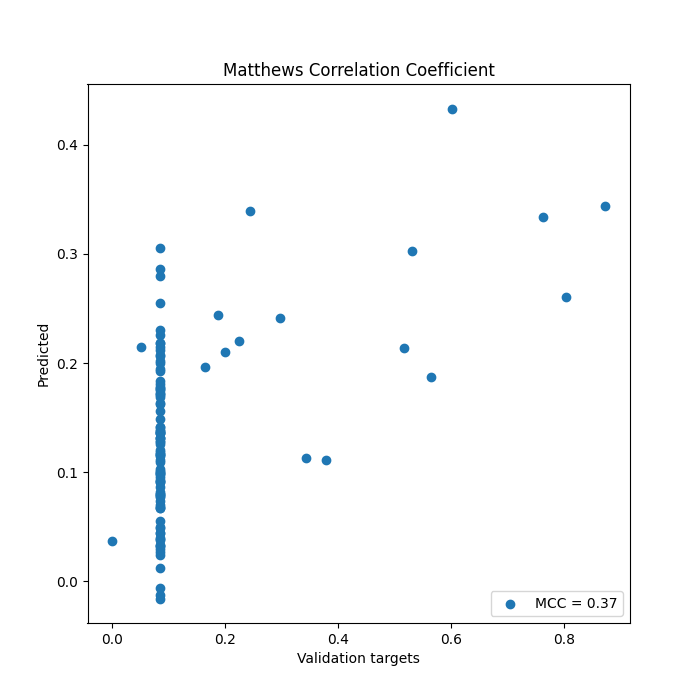 Matthews Correlation Coefficient
0.4
0.3
0.2
0.1
0.0
Predicted
MCC = 0.37
0.0 0.2 0.4 0.6 0.8
Validation targets